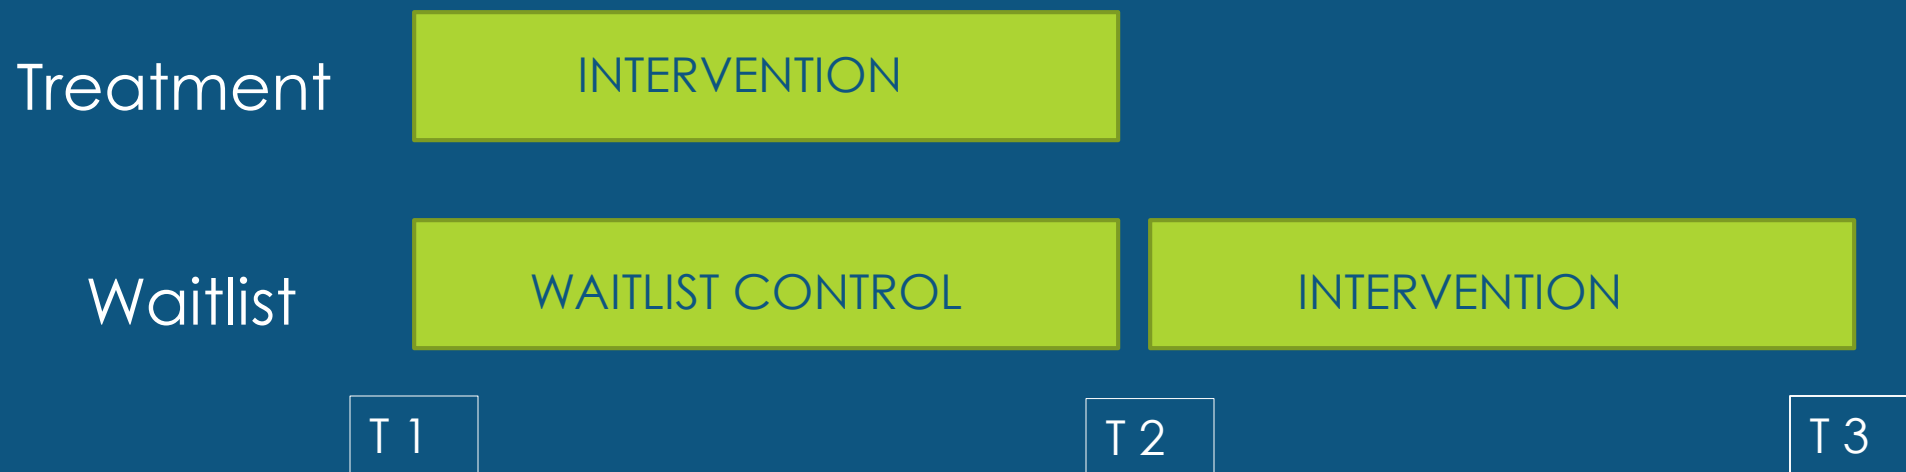 Treatment
INTERVENTION
Waitlist
WAITLIST CONTROL
INTERVENTION
T 1
T 2
T 3